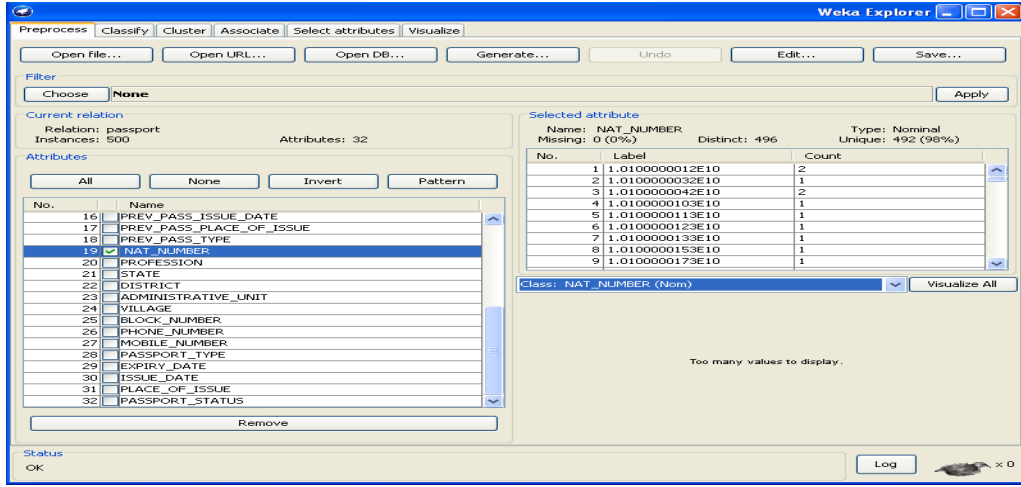 Weka Explorer
Preprocess Classify Cluster Associate Select attributes Visualize
Open file... Open URL... Open DB... Generate... Undo Edit... Save...
Filter
Choose None Apply
Current relation
Relation: passport
Instances: 500 Attributes: 32
Attributes
All None Invert Pattern
No. Name
16 PREV_PASS_ISSUE_DATE
17 PREV_PASS_PLACE_OF_ISSUE
18 PREV_PASS_TYPE
19 NAT_NUMBER
20 PROFESSION
21 STATE
22 DISTRICT
23 ADMINISTRATIVE_UNIT
24 VILLAGE
25 BLOCK_NUMBER
26 PHONE_NUMBER
27 MOBILE_NUMBER
28 PASSPORT_TYPE
29 EXPIRY_DATE
30 ISSUE_DATE
31 PLACE_OF_ISSUE
32 PASSPORT_STATUS
Remove
Selected attribute
Name: NAT_NUMBER Type: Nominal
Missing: 0 (0%) Distinct: 496 Unique: 492 (98%)
No. Label Count
1 1.0100000012E10 2
2 1.0100000032E10 1
3 1.0100000042E10 2
4 1.0100000103E10 1
5 1.0100000113E10 1
6 1.0100000123E10 1
7 1.0100000133E10 1
8 1.0100000153E10 1
9 1.0100000173E10 1
Class: NAT_NUMBER (Nom) Visualize All
Too many values to display.
Status
OK Log x 0